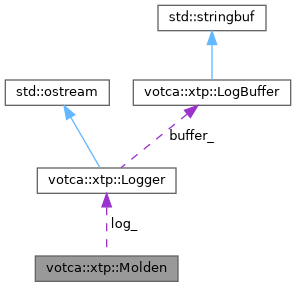 std::stringbuf
std::ostream
votca::xtp::LogBuffer
buffer_
votca::xtp::Logger
log_
votca::xtp::Molden